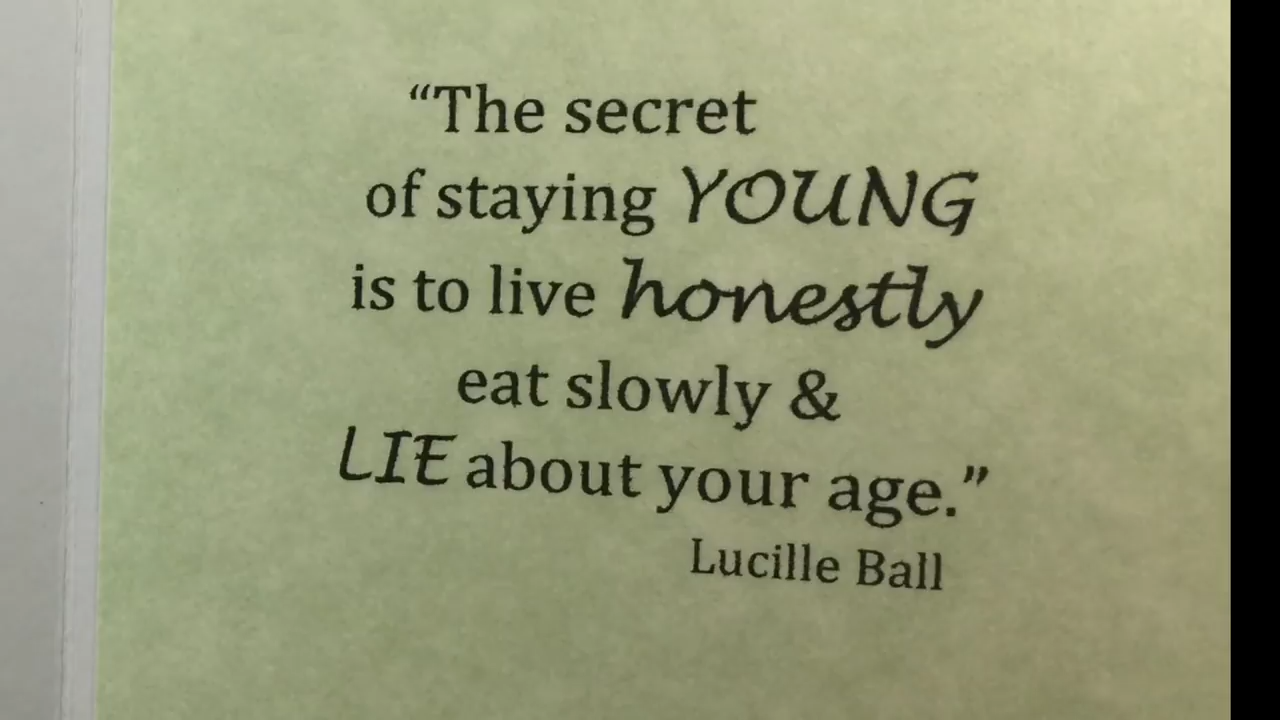 “The secret
of staying YOUNG
is to live honestly
eat slowly &
LIE about your age.”
Lucille Ball